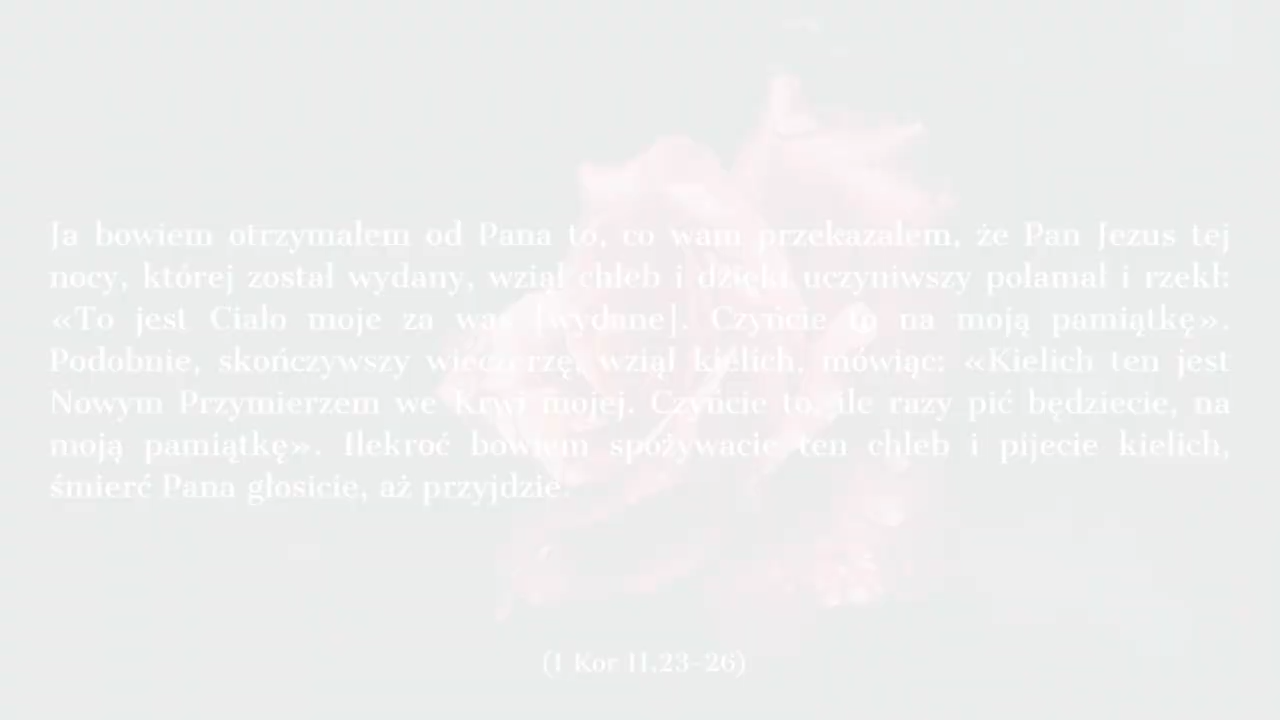 Ja bowiem otrzymałem od Pana to, co wam przekazałem, że Pan Jezus tej
nocy, której został wydany, wziął chleb i dzięki uczyniwszy połamał i rzekł:
«To jest Ciało moje za was [wydane]. Czyńcie to na moją pamiątkę».
Podobnie, skończywszy wieczerzę, wziął kielich, mówiąc: «Kielich ten jest
Nowym Przymierzem we Krwi mojej. Czyńcie to, ile razy pić będziecie, na
moją pamiątkę». Ilekroć bowiem spożywacie ten chleb i pijecie kielich,
śmierć Pana głosicie, aż przyjdzie.
(1 Kor 11,23-26)